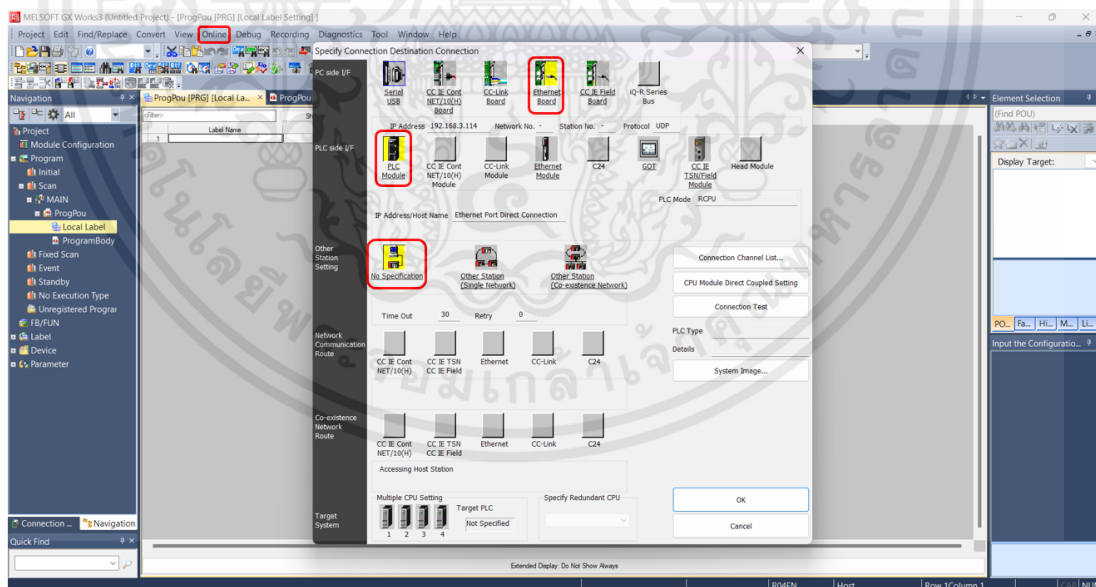 MELSOFT GX Works3 (Untitled Project) - [ProgPou [PRG] [Local Label Setting] ]
Project Edit Find/Replace Convert View Online Debug Recording Diagnostics Tool Window Help
Navigation
All
Project
Module Configuration
Program
Initial
Scan
MAIN
ProgPou
Local Label
ProgramBody
Fixed Scan
Event
Standby
No Execution Type
Unregistered Progra
FB/FUN
Label
Device
Parameter
Connection ...
Navigation
Quick Find
ProgPou [PRG] [Local La...
ProgPou
<Filter>
Label Name
1
Specify Connection Destination Connection
PC side I/F
Serial USB
CC IE Cont NET/10(H) Board
CC-Link Board
Ethernet Board
CC IE Field Board
iQ-R Series Bus
IP Address 192.168.3.114 Network No. - Station No. - Protocol UDP
PLC side I/F
PLC Module
CC IE Cont NET/10(H) Module
CC-Link Module
Ethernet Module
C24
GOT
CC IE TSN/Field Module
Head Module
PLC Mode RCPU
IP Address/Host Name Ethernet Port Direct Connection
Other Station Setting
No Specification
Other Station (Single Network)
Other Station (Co-existence Network)
Time Out 30 Retry 0
Connection Channel List...
CPU Module Direct Coupled Setting
Connection Test
PLC Type
Details
System Image...
Network Communication Route
CC IE Cont NET/10(H)
CC IE TSN CC IE Field
Ethernet
CC-Link
C24
Co-existence Network Route
CC IE Cont NET/10(H)
CC IE TSN CC IE Field
Ethernet
CC-Link
C24
Accessing Host Station
Target System
Multiple CPU Setting
1 2 3 4
Target PLC
Not Specified
Specify Redundant CPU
OK
Cancel
Element Selection
(Find POU)
Display Target:
PO... Fa... Hi... M... Li...
Input the Configuratio...
Extended Display: Do Not Show Always
R04EN Host Row 1Column 1 CAP NUM